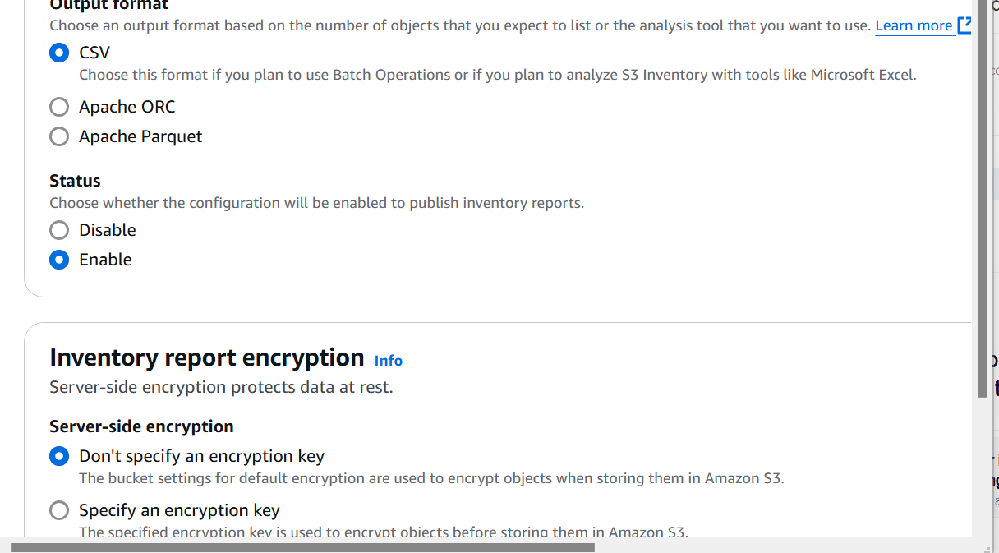 Output format
Choose an output format based on the number of objects that you expect to list or the analysis tool that you want to use. Learn more
CSV
Choose this format if you plan to use Batch Operations or if you plan to analyze S3 Inventory with tools like Microsoft Excel.
Apache ORC
Apache Parquet
Status
Choose whether the configuration will be enabled to publish inventory reports.
Disable
Enable
Inventory report encryption Info
Server-side encryption protects data at rest.
Server-side encryption
Don't specify an encryption key
The bucket settings for default encryption are used to encrypt objects when storing them in Amazon S3.
Specify an encryption key
The specified encryption key is used to encrypt objects before storing them in Amazon S3.